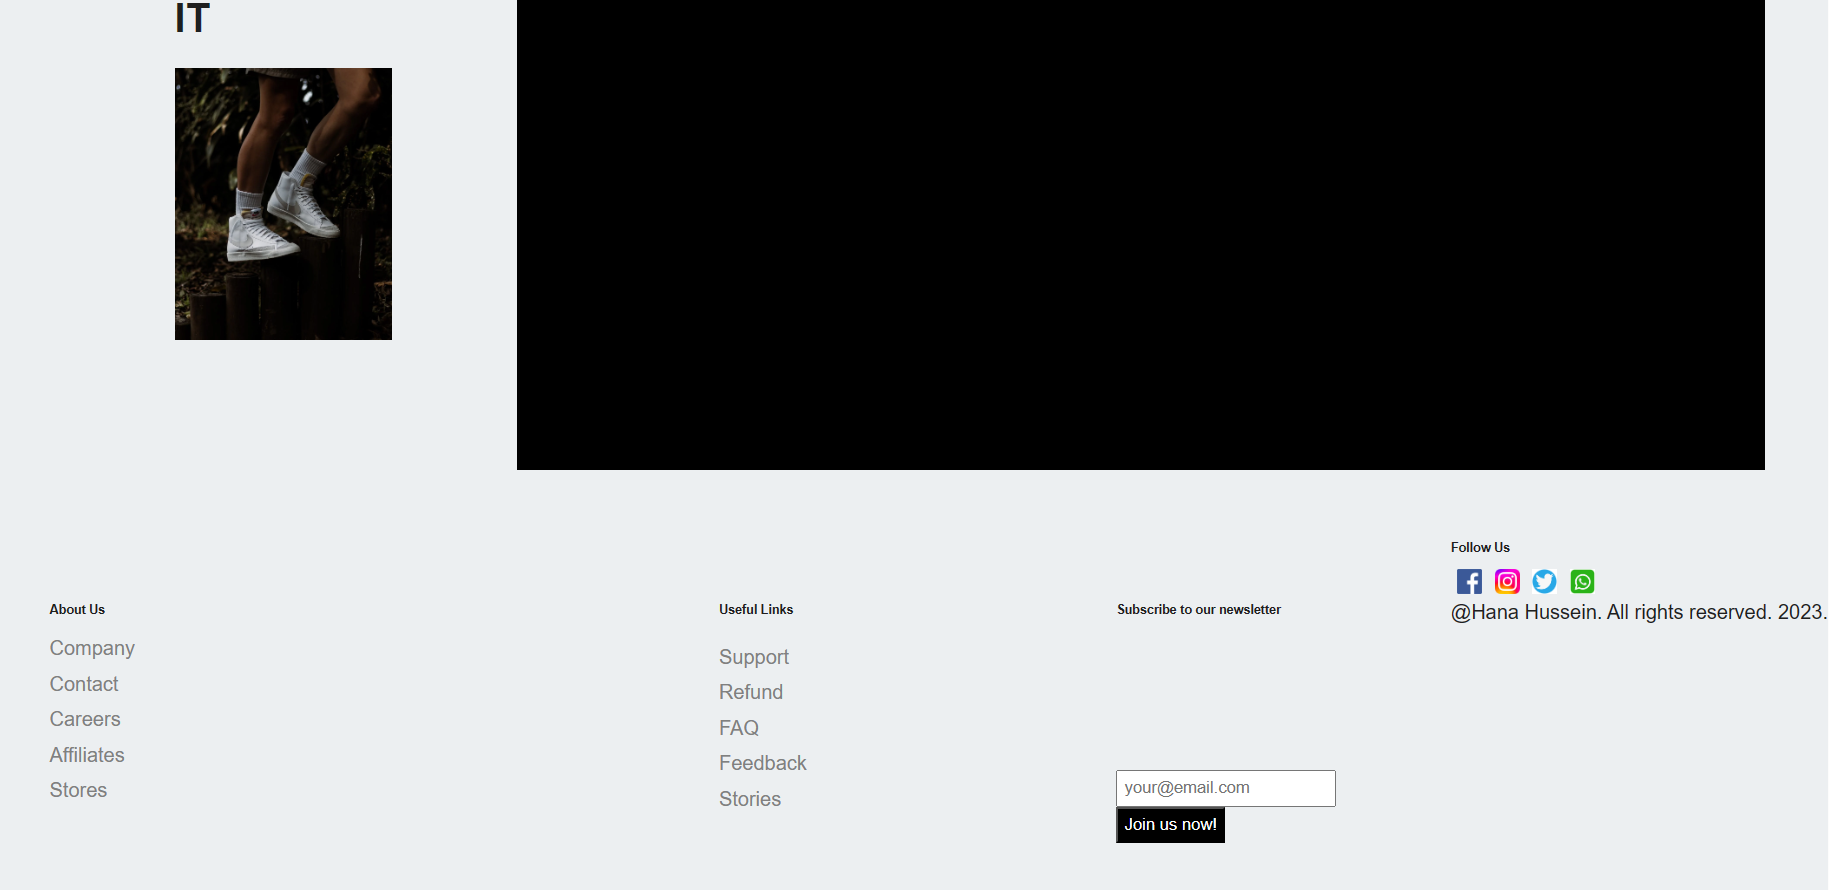 IT
Follow Us
@Hana Hussein. All rights reserved. 2023.
About Us
Company
Contact
Careers
Affiliates
Stores
Useful Links
Support
Refund
FAQ
Feedback
Stories
Subscribe to our newsletter
your@email.com
Join us now!